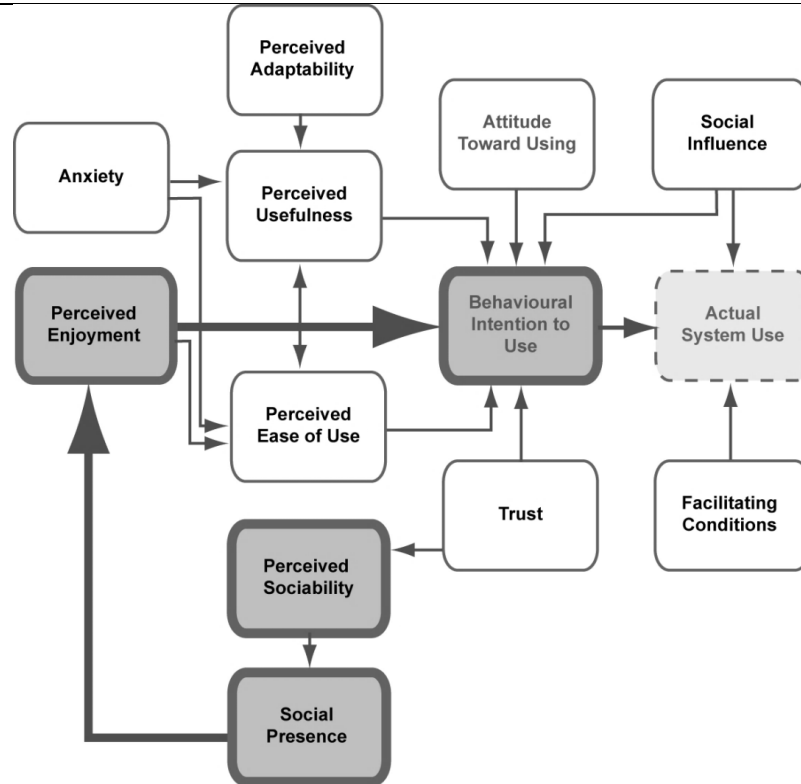 Perceived
Adaptability
Attitude
Toward Using
Social
Influence
Anxiety
Perceived
Usefulness
Perceived
Enjoyment
Behavioural
Intention to
Use
Actual
System Use
Perceived
Ease of Use
Trust
Facilitating
Conditions
Perceived
Sociability
Social
Presence